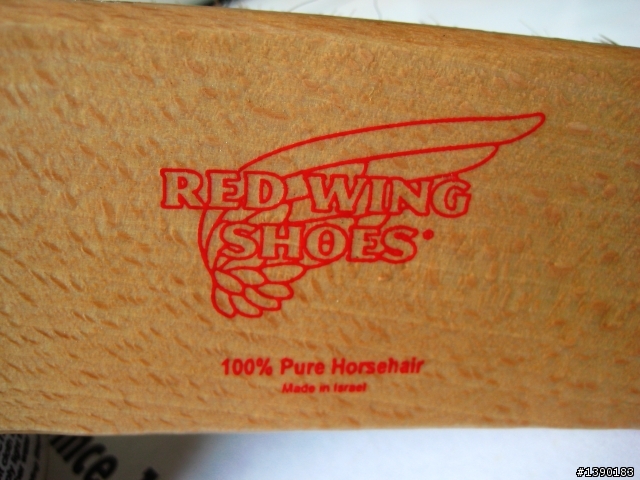 RED WING
SHOES
100% Pure Horsehair
Made in Israel
#1390183